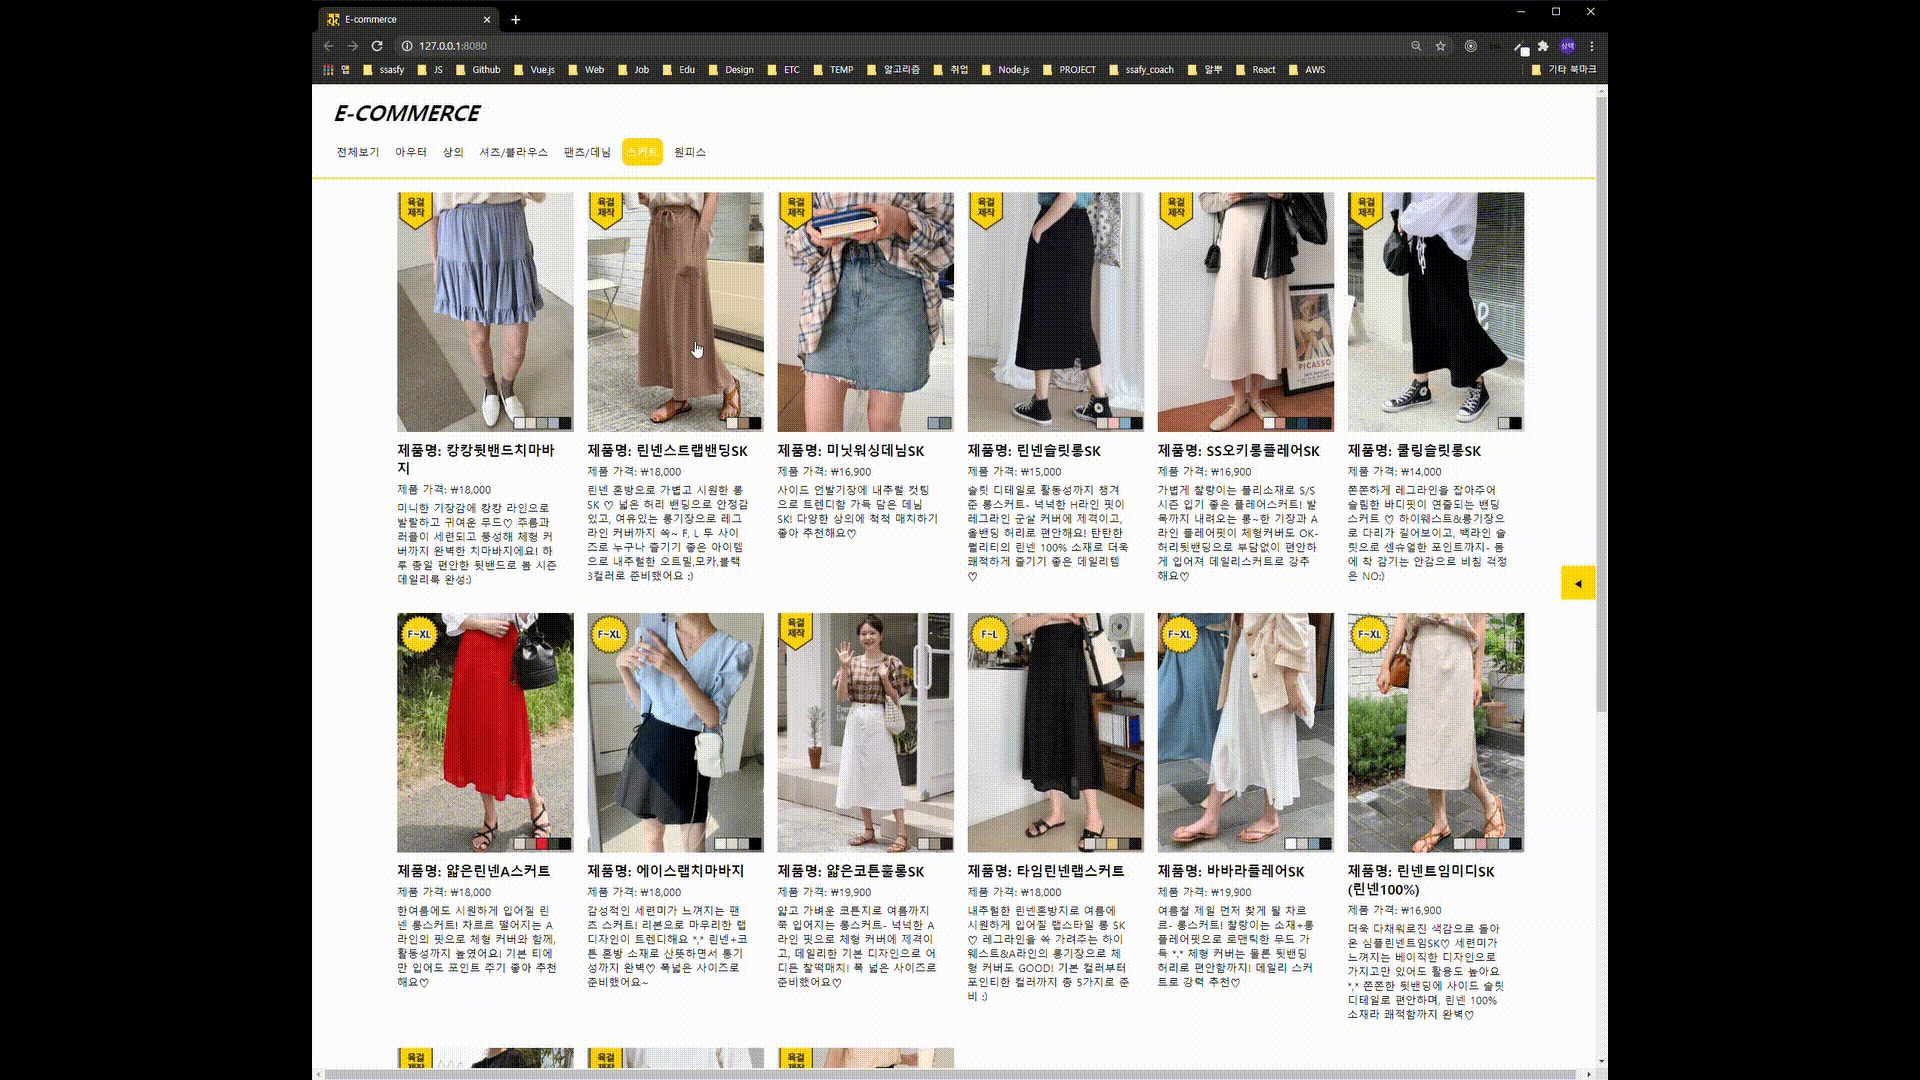 E-commerce
127.0.0.1:8080
앱 ssasfy JS Github Vue.js Web Job Edu Design ETC TEMP 알고리즘 취업 Node.js PROJECT ssafy_coach 알뿌 React AWS 기타 북마크
E-COMMERCE
전체보기 아우터 상의 셔츠/블라우스 팬츠/데님 스커트 원피스
육걸
제작
육걸
제작
육걸
제작
육걸
제작
육걸
제작
PICASSO
육걸
제작
제품명: 캉캉뒷밴드치마바
지
제품 가격: ₩18,000
미니한 기장감에 캉캉 라인으로
발랄하고 귀여운 무드♡ 주름과
러플이 세련되고 풍성해 체형 커
버까지 완벽한 치마바지에요! 하
루 종일 편안한 뒷밴드로 봄 시즌
데일리룩 완성:)
제품명: 린넨스트랩밴딩SK
제품 가격: ₩18,000
린넨 혼방으로 가볍고 시원한 롱
SK ♡ 넓은 허리 밴딩으로 안정감
있고, 여유있는 롱기장으로 레그
라인 커버까지 쏙~ F, L 두 사이
즈로 누구나 즐기기 좋은 아이템
으로 내추럴한 오트밀,모카,블랙
3컬러로 준비했어요 :)
제품명: 미닛워싱데님SK
제품 가격: ₩16,900
사이드 언발기장에 내추럴 컷팅
으로 트렌디함 가득 담은 데님
SK! 다양한 상의에 척척 매치하기
좋아 추천해요♡
제품명: 린넨슬릿롱SK
제품 가격: ₩15,000
슬릿 디테일로 활동성까지 챙겨
준 롱스커트- 넉넉한 H라인 핏이
레그라인 군살 커버에 제격이고,
올밴딩 허리로 편안해요! 탄탄한
퀄리티의 린넨 100% 소재로 더욱
쾌적하게 즐기기 좋은 데일리템
♡
제품명: SS오키롱플레어SK
제품 가격: ₩16,900
가볍게 찰랑이는 폴리소재로 S/S
시즌 입기 좋은 플레어스커트! 발
목까지 내려오는 롱~한 기장과 A
라인 플레어핏이 체형커버도 OK-
허리뒷밴딩으로 부담없이 편안하
게 입어져 데일리스커트로 강추
해요♡
제품명: 쿨링슬릿롱SK
제품 가격: ₩14,000
쫀쫀하게 레그라인을 잡아주어
슬림한 바디핏이 연출되는 밴딩
스커트 ♡ 하이웨스트&롱기장으
로 다리가 길어보이고, 백라인 슬
릿으로 센슈얼한 포인트까지- 몸
에 착 감기는 안감으로 비침 걱정
은 NO:)
F~XL
F~XL
육걸
제작
F~L
F~XL
F~XL
제품명: 얇은린넨A스커트
제품 가격: ₩18,000
한여름에도 시원하게 입어질 린
넨 롱스커트! 차르르 떨어지는 A
라인의 핏으로 체형 커버와 함께,
활동성까지 높였어요! 기본 티에
만 입어도 포인트 주기 좋아 추천
해요♡
제품명: 에이스랩치마바지
제품 가격: ₩18,000
감성적인 세련미가 느껴지는 팬
츠 스커트! 리본으로 마무리한 랩
디자인이 트렌디해요 *,* 린넨+코
튼 혼방 소재로 산뜻하면서 통기
성까지 완벽♡ 폭넓은 사이즈로
준비했어요~
제품명: 얇은코튼훌롱SK
제품 가격: ₩19,900
얇고 가벼운 코튼지로 여름까지
쭉 입어지는 롱스커트- 넉넉한 A
라인 핏으로 체형 커버에 제격이
고, 데일리한 기본 디자인으로 어
디든 찰떡매치! 폭 넓은 사이즈로
준비했어요♡
제품명: 타임린넨랩스커트
제품 가격: ₩18,000
내추럴한 린넨혼방지로 여름에
시원하게 입어질 랩스타일 롱 SK
♡ 레그라인을 쏙 가려주는 하이
웨스트&A라인의 롱기장으로 체
형 커버도 GOOD! 기본 컬러부터
포인티한 컬러까지 총 5가지로 준
비 :)
제품명: 바바라플레어SK
제품 가격: ₩19,900
여름철 제일 먼저 찾게 될 차르
르- 롱스커트! 찰랑이는 소재+롱
플레어핏으로 로맨틱한 무드 가
득 *,* 체형 커버는 물론 뒷밴딩
허리로 편안함까지! 데일리 스커
트로 강력 추천♡
제품명: 린넨트임미디SK
(린넨100%)
제품 가격: ₩16,900
더욱 다채워로진 색감으로 돌아
온 심플린넨트임SK♡ 세련미가
느껴지는 베이직한 디자인으로
가지고만 있어도 활용도 높아요
*,* 쫀쫀한 뒷밴딩에 사이드 슬릿
디테일로 편안하며, 린넨 100%
소재라 쾌적함까지 완벽♡
육걸
육걸
육걸